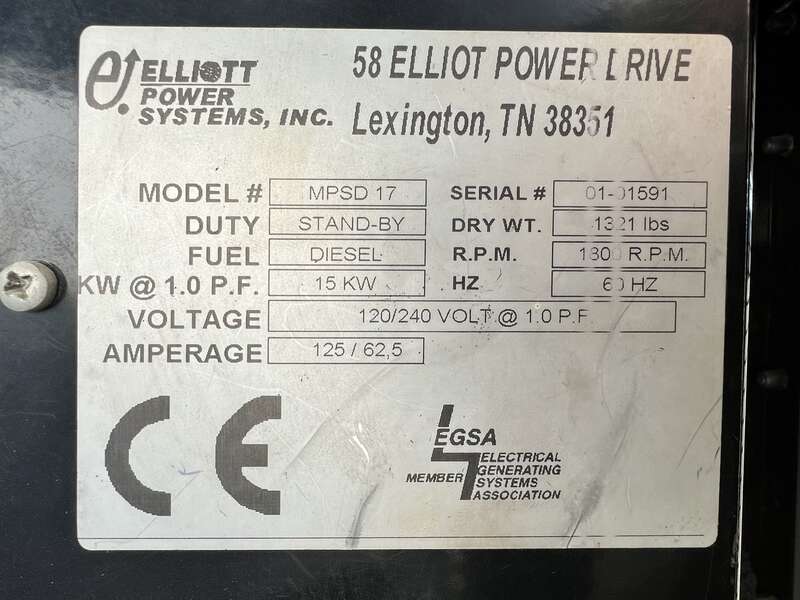 e.
ELLIOTT
POWER
SYSTEMS, INC.
58 ELLIOT POWER DRIVE
Lexington, TN 38351
MODEL # MPSD 17 SERIAL # 01-01591
DUTY STAND-BY DRY WT. 1321 lbs
FUEL DIESEL R.P.M. 1800 R.P.M.
KW @ 1.0 P.F. 15 KW HZ 60 HZ
VOLTAGE 120/240 VOLT @ 1.0 P.F.
AMPERAGE 125 / 62,5
CE
EGSA
MEMBER
ELECTRICAL
GENERATING
SYSTEMS
ASSOCIATION